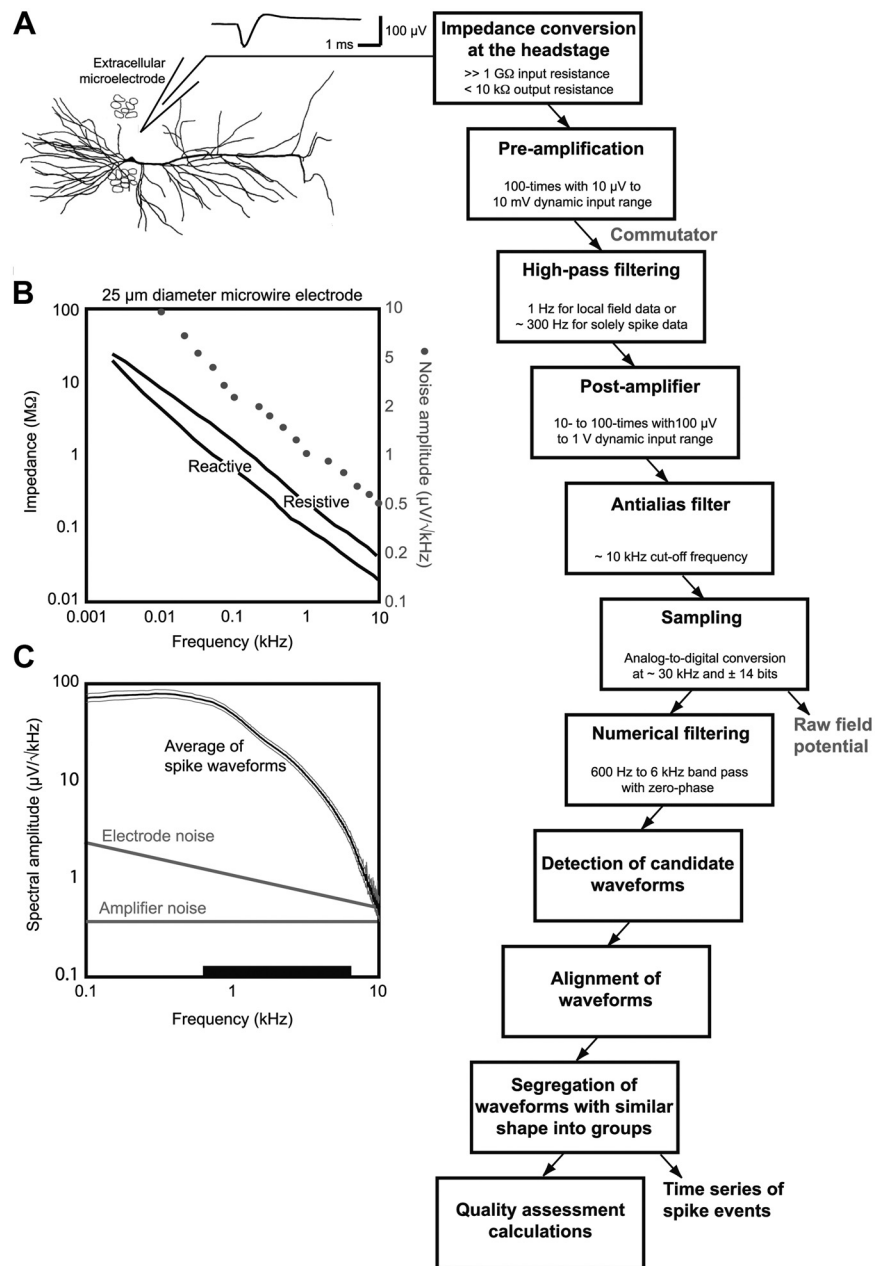 A
100 µV
1 ms
Extracellular
microelectrode
Impedance conversion
at the headstage
>> 1 GΩ input resistance
< 10 kΩ output resistance
Pre-amplification
100-times with 10 µV to
10 mV dynamic input range
Commutator
High-pass filtering
1 Hz for local field data or
~ 300 Hz for solely spike data
Post-amplifier
10- to 100-times with100 µV
to 1 V dynamic input range
Antialias filter
~ 10 kHz cut-off frequency
Sampling
Analog-to-digital conversion
at ~ 30 kHz and ± 14 bits
Raw field
potential
Numerical filtering
600 Hz to 6 kHz band pass
with zero-phase
Detection of candidate
waveforms
Alignment of
waveforms
Segregation of
waveforms with similar
shape into groups
Time series of
spike events
Quality assessment
calculations
B
25 µm diameter microwire electrode
Impedance (MΩ)
100
10
1
0.1
0.01
Reactive
Resistive
10
5
2
1
0.5
0.2
0.1
Noise amplitude (µV/√kHz)
0.001
0.01
0.1
1
10
Frequency (kHz)
C
Spectral amplitude (µV/√kHz)
100
10
1
0.1
Average of
spike waveforms
Electrode noise
Amplifier noise
0.1
1
10
Frequency (kHz)